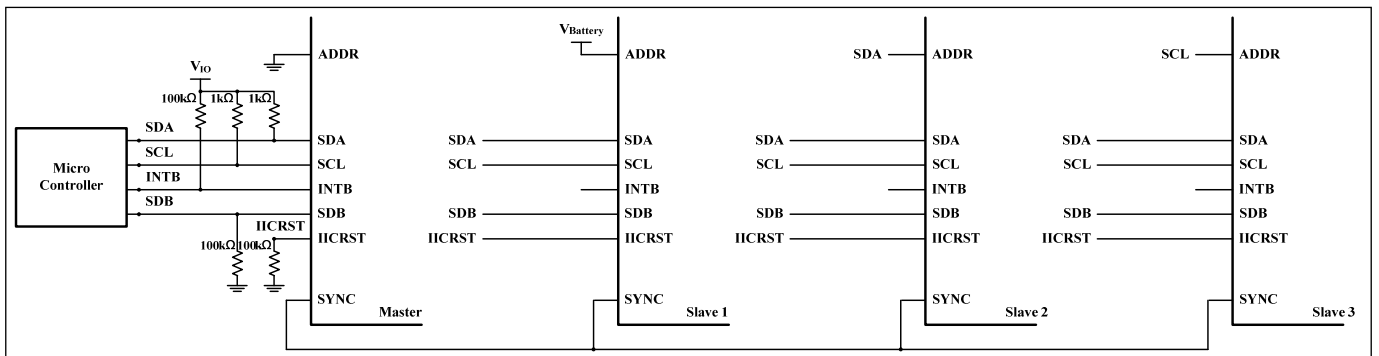 VBattery
ADDR
ADDR
SDA
ADDR
SCL
ADDR
VIO
100kΩ
1kΩ
1kΩ
Micro
Controller
SDA
SCL
INTB
SDB
IICRST
100kΩ
100kΩ
SDA
SCL
INTB
SDB
IICRST
SYNC
Master
SDA
SCL
SDB
IICRST
SDA
SCL
INTB
SDB
IICRST
SYNC
Slave 1
SDA
SCL
SDB
IICRST
SDA
SCL
INTB
SDB
IICRST
SYNC
Slave 2
SDA
SCL
SDB
IICRST
SDA
SCL
INTB
SDB
IICRST
SYNC
Slave 3